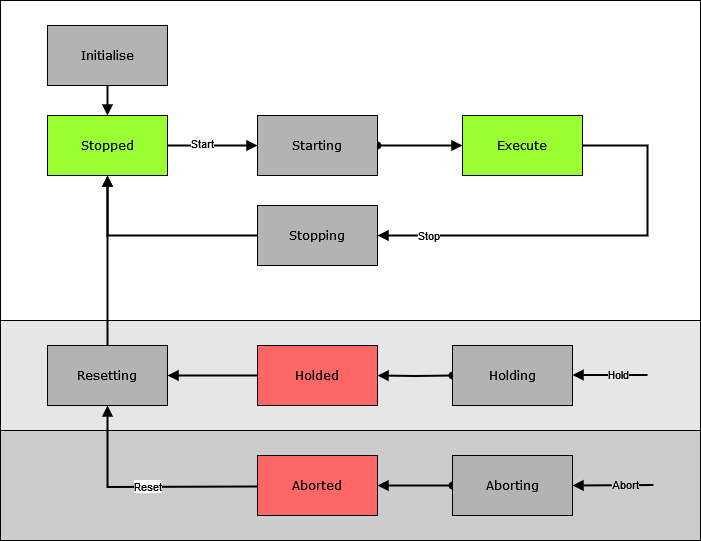 Initialise
Stopped
Start
Starting
Execute
Stopping
Stop
Resetting
Holded
Holding
Hold
Reset
Aborted
Aborting
Abort